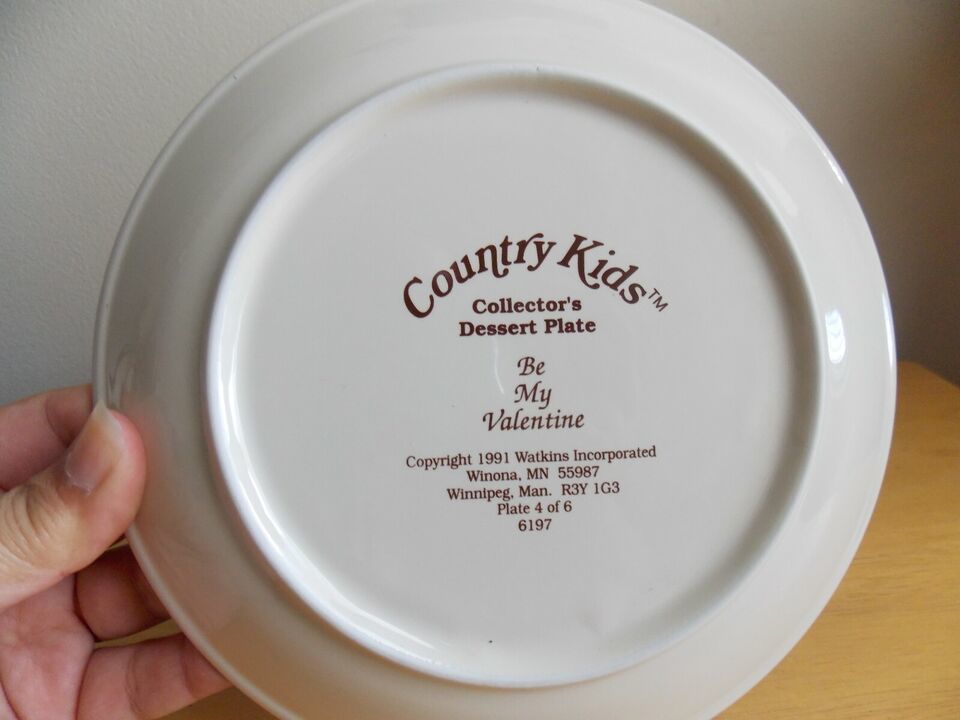 Country Kids™
Collector's
Dessert Plate
Be
My
Valentine
Copyright 1991 Watkins Incorporated
Winona, MN 55987
Winnipeg, Man. R3Y 1G3
Plate 4 of 6
6197